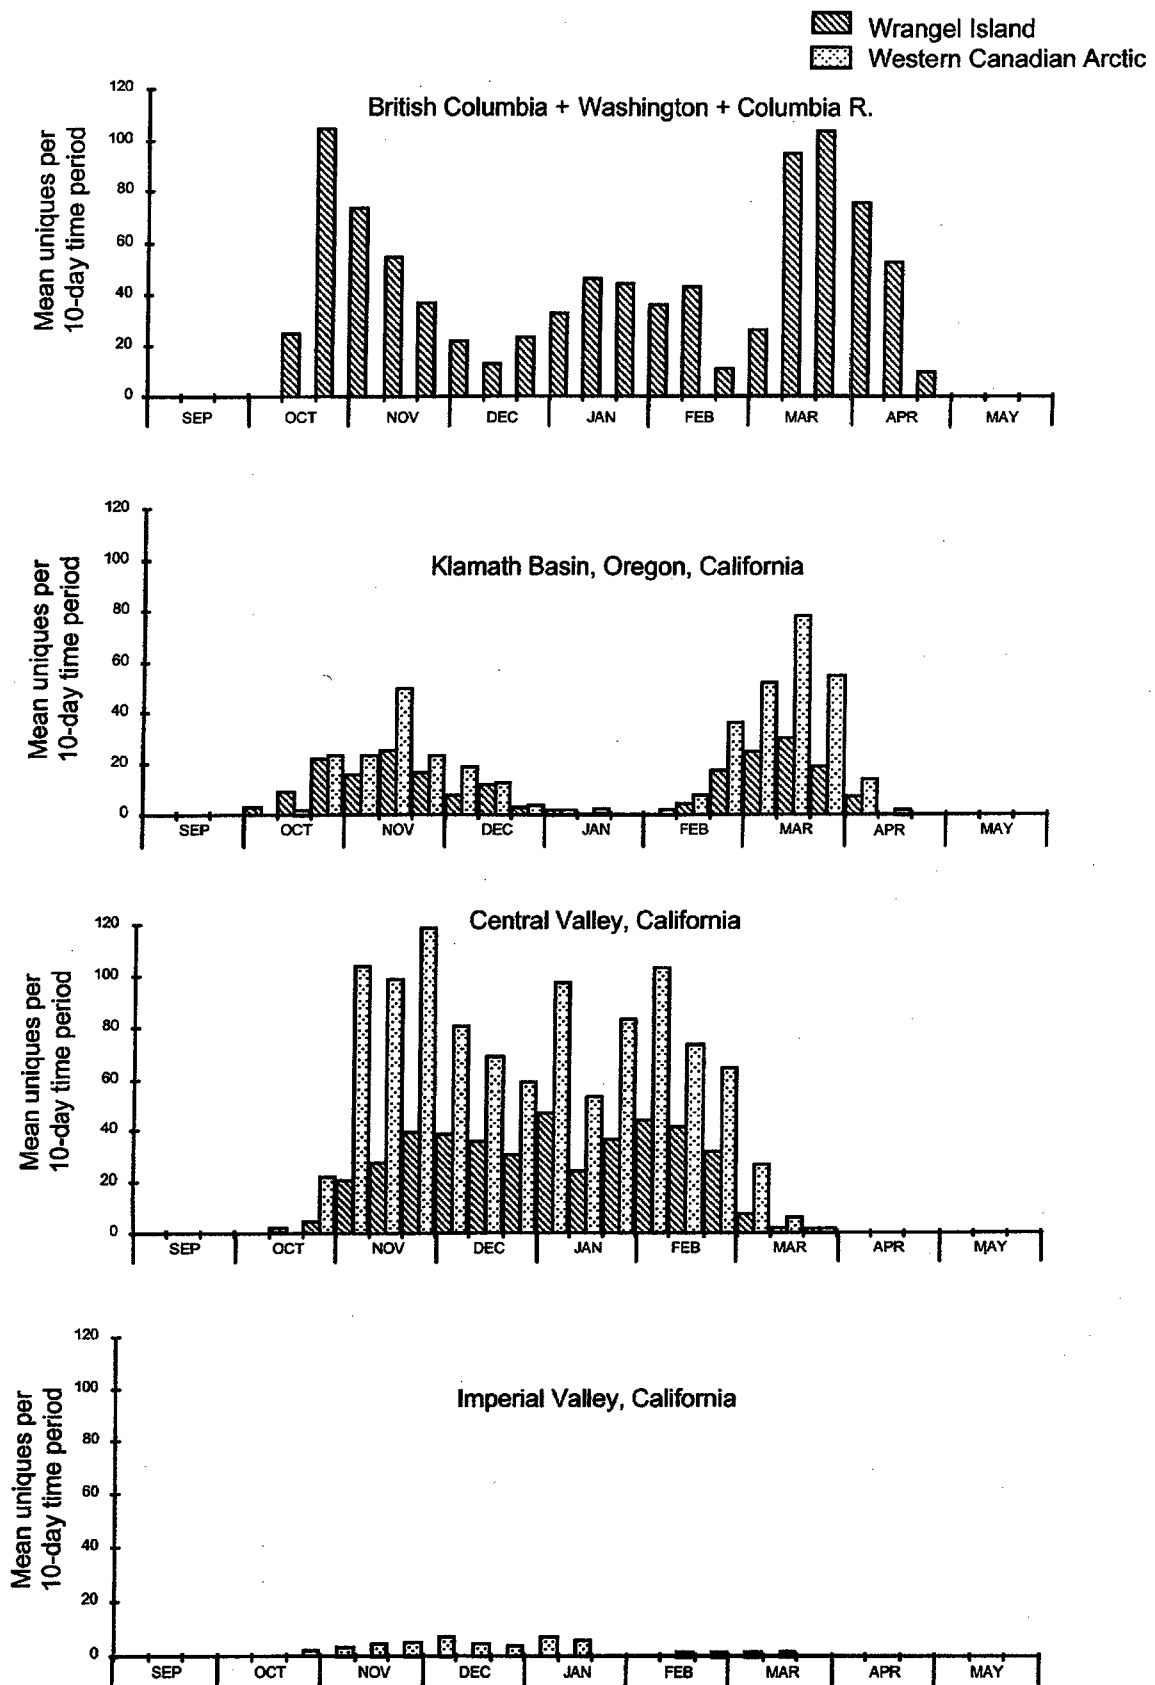 Wrangel Island
Western Canadian Arctic
British Columbia + Washington + Columbia R.
Mean uniques per
10-day time period
120
100
80
60
40
20
0
SEP OCT NOV DEC JAN FEB MAR APR MAY
Klamath Basin, Oregon, California
Mean uniques per
10-day time period
120
100
80
60
40
20
0
SEP OCT NOV DEC JAN FEB MAR APR MAY
Central Valley, California
Mean uniques per
10-day time period
120
100
80
60
40
20
0
SEP OCT NOV DEC JAN FEB MAR APR MAY
Imperial Valley, California
Mean uniques per
10-day time period
120
100
80
60
40
20
0
SEP OCT NOV DEC JAN FEB MAR APR MAY